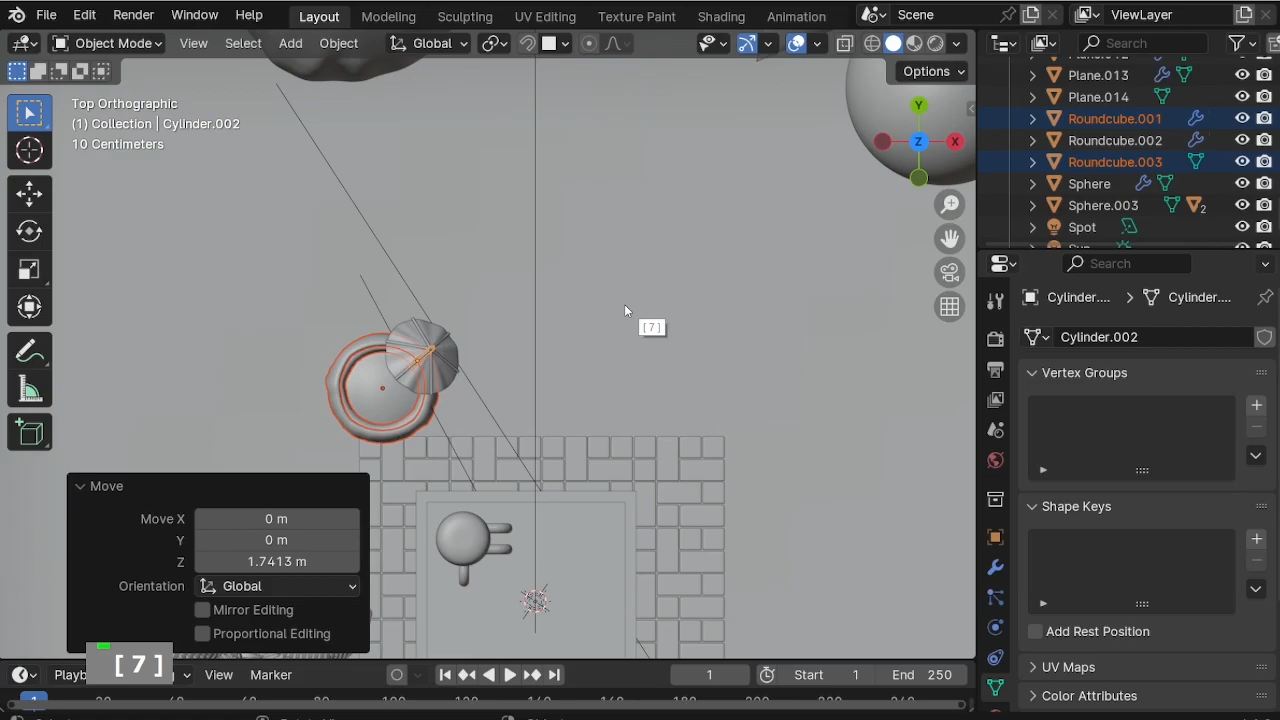 File Edit Render Window Help Layout Modeling Sculpting UV Editing Texture Paint Shading Animation Scene ViewLayer
Object Mode View Select Add Object Global Search
Options
Top Orthographic
(1) Collection | Cylinder.002
10 Centimeters
Y
Z
X
Plane.013
Plane.014
Roundcube.001
Roundcube.002
Roundcube.003
Sphere
Sphere.003 2
Spot
Search
Cylinder.... Cylinder....
Cylinder.002
Vertex Groups
Shape Keys
Add Rest Position
UV Maps
Color Attributes
[7]
Move
Move X 0 m
Y 0 m
Z 1.7413 m
Orientation Global
Mirror Editing
Proportional Editing
[ 7 ]
View Marker 1 Start 1 End 250
1